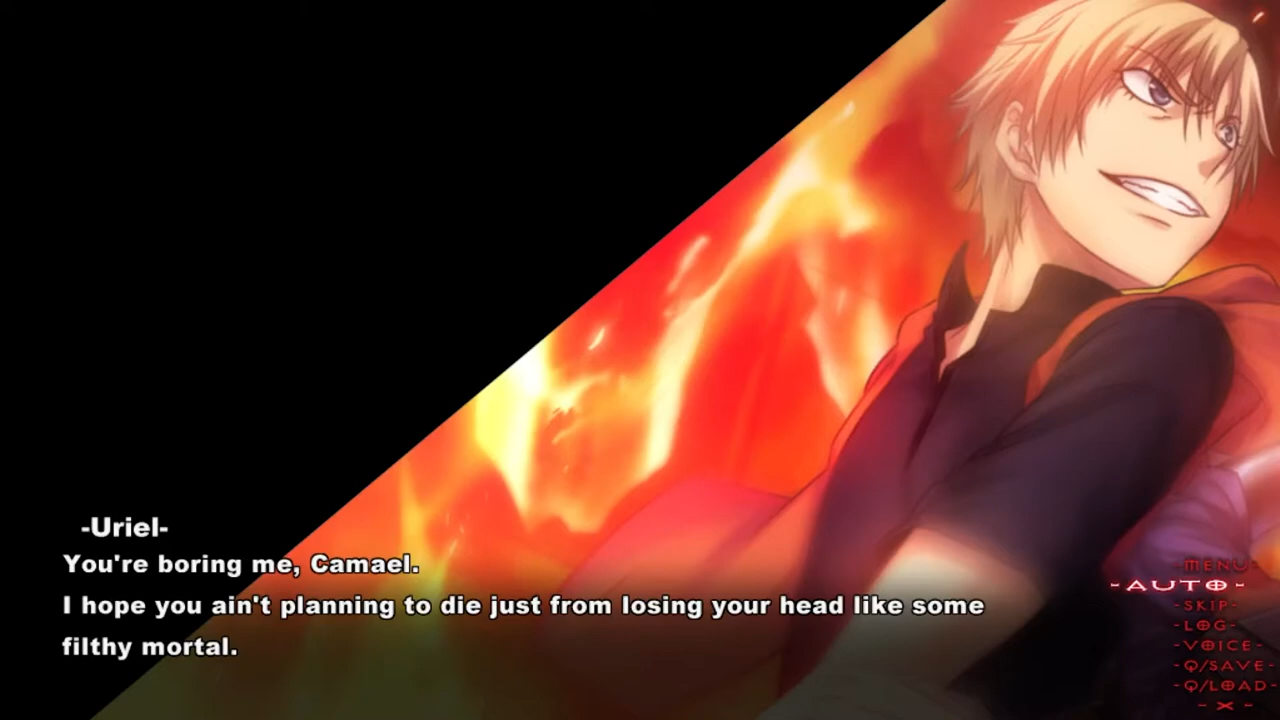 -Uriel-
You're boring me, Camael.
I hope you ain't planning to die just from losing your head like some
filthy mortal.
-MENU-
-AUTO-
-SKIP-
-LOG-
-VOICE-
-Q/SAVE-
-Q/LOAD-
-X-